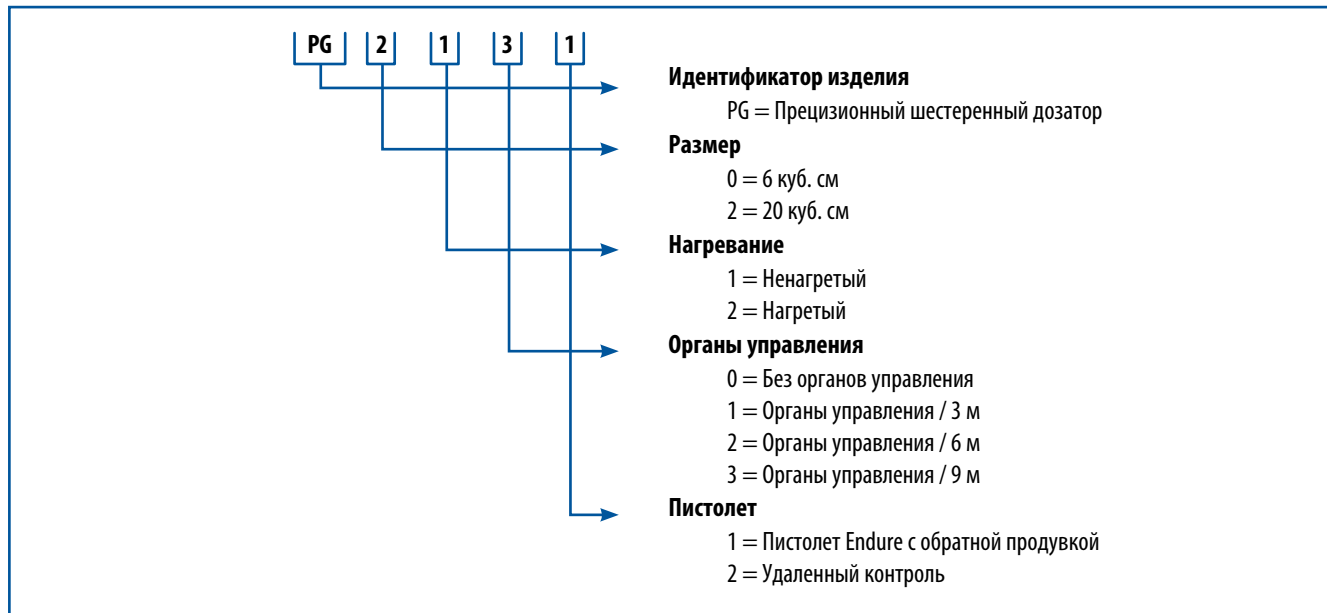 PG 2 1 3 1
Идентификатор изделия
PG = Прецизионный шестеренный дозатор
Размер
0 = 6 куб. см
2 = 20 куб. см
Нагревание
1 = Ненагретый
2 = Нагретый
Органы управления
0 = Без органов управления
1 = Органы управления / 3 м
2 = Органы управления / 6 м
3 = Органы управления / 9 м
Пистолет
1 = Пистолет Endure с обратной продувкой
2 = Удаленный контроль